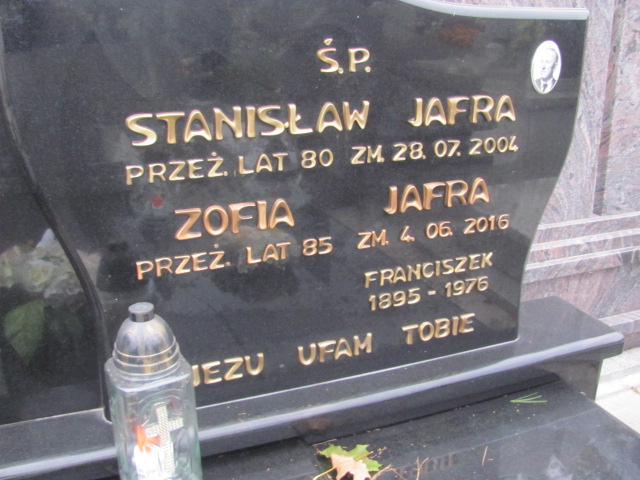 Ś.P.
STANISŁAW JAFRA
PRZEŻ. LAT 80 ZM. 28. 07. 2004
ZOFIA JAFRA
PRZEŻ. LAT 85 ZM. 4. 06. 2016
FRANCISZEK
1895 - 1976
JEZU UFAM TOBIE